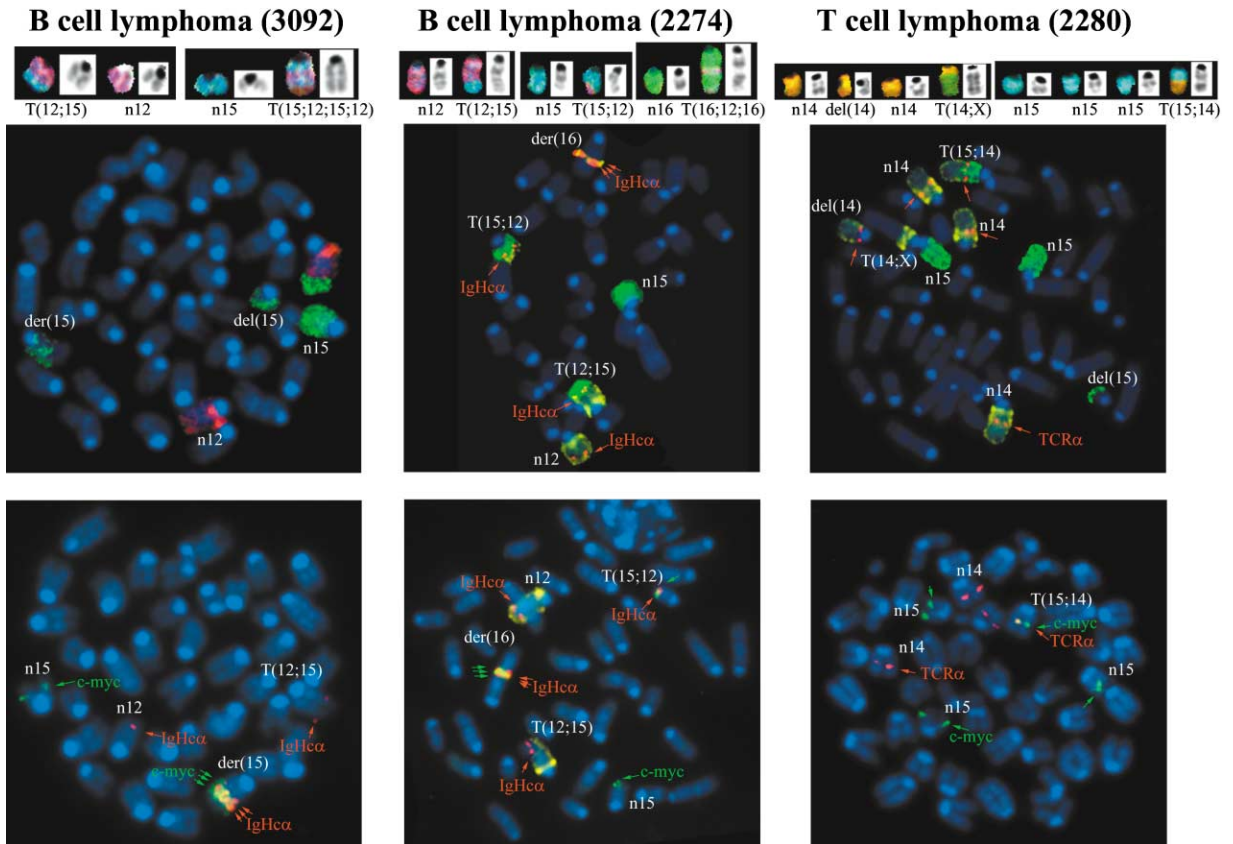 B cell lymphoma (3092)
B cell lymphoma (2274)
T cell lymphoma (2280)
T(12;15) n12 n15 T(15;12;15;12)
n12 T(12;15) n15 T(15;12) n16 T(16;12;16)
n14 del(14) n14 T(14;X) n15 n15 n15 T(15;14)
der(15)
del(15)
n15
n12
der(16)
IgHcα
T(15;12)
IgHcα
n15
T(12;15)
IgHcα
n12
IgHcα
T(15;14)
n14
del(14)
n14
T(14;X)
n15
n15
del(15)
n14
TCRα
n15
c-myc
T(12;15)
n12
IgHcα
IgHcα
c-myc
der(15)
IgHcα
IgHcα
n12
T(15;12)
IgHcα
der(16)
IgHcα
T(12;15)
IgHcα
c-myc
n15
n14
n15
T(15;14)
c-myc
TCRα
n14
TCRα
n15
n15
c-myc